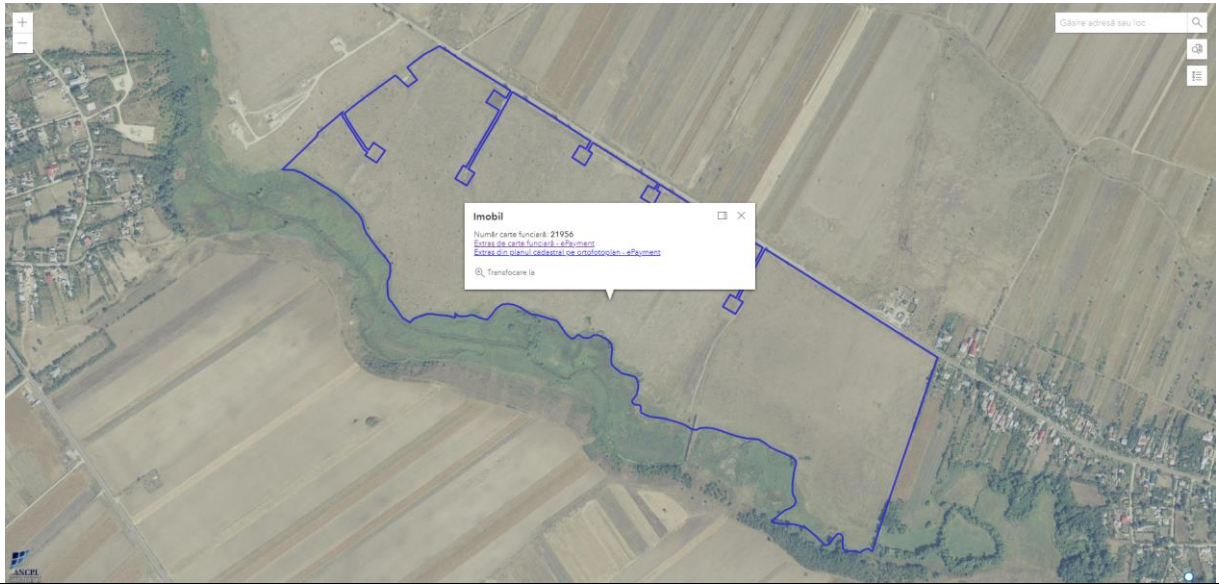 Găsire adresă sau loc
Imobil
Număr carte funciară: 21956
Extras de carte funciară - ePayment
Extras din planul cadastral pe ortofotoplan - ePayment
Transfocare la
ANCPI